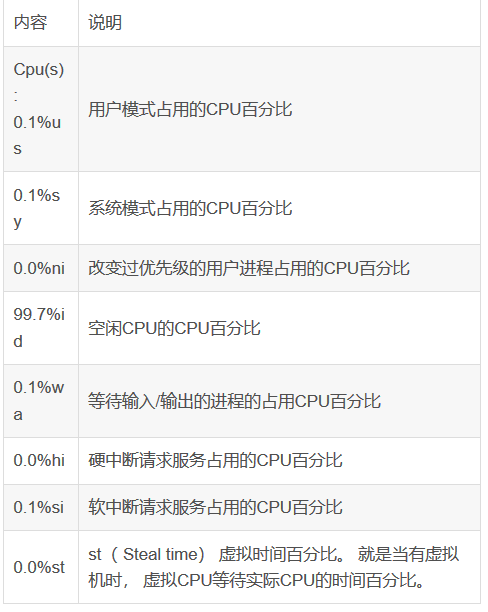 内容 说明
Cpu(s)
:
0.1%u
s
用户模式占用的CPU百分比
0.1%s
y
系统模式占用的CPU百分比
0.0%ni 改变过优先级的用户进程占用的CPU百分比
99.7%i
d
空闲CPU的CPU百分比
0.1%w
a
等待输入/输出的进程的占用CPU百分比
0.0%hi 硬中断请求服务占用的CPU百分比
0.1%si 软中断请求服务占用的CPU百分比
0.0%st
st（ Steal time） 虚拟时间百分比。 就是当有虚拟
机时， 虚拟CPU等待实际CPU的时间百分比。